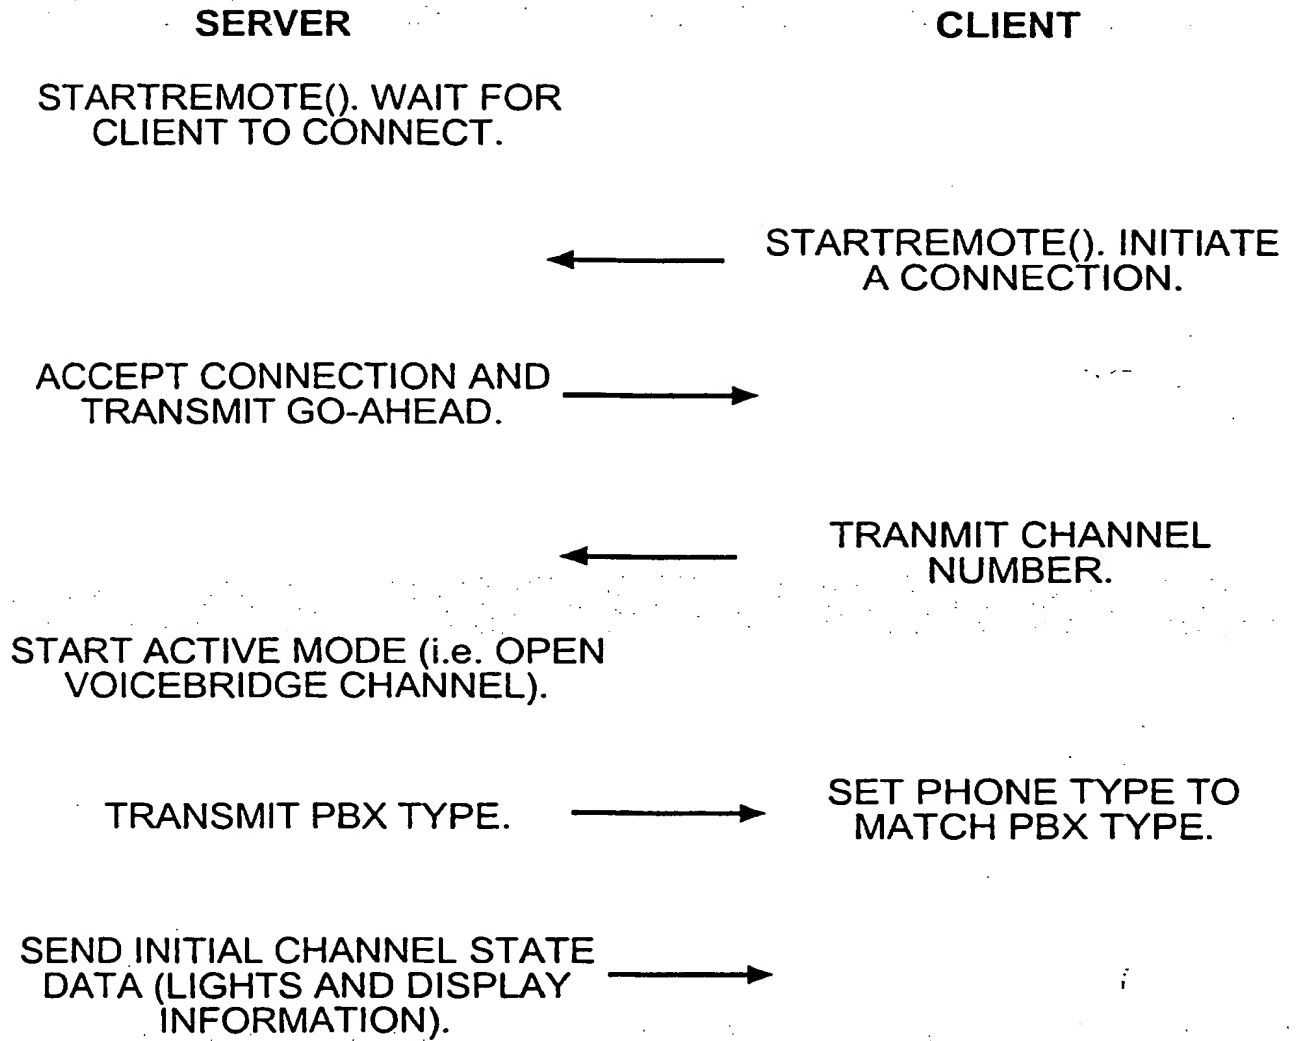 SERVER
CLIENT
STARTREMOTE(). WAIT FOR
CLIENT TO CONNECT.
STARTREMOTE(). INITIATE
A CONNECTION.
ACCEPT CONNECTION AND
TRANSMIT GO-AHEAD.
TRANMIT CHANNEL
NUMBER.
START ACTIVE MODE (i.e. OPEN
VOICEBRIDGE CHANNEL).
TRANSMIT PBX TYPE.
SET PHONE TYPE TO
MATCH PBX TYPE.
SEND INITIAL CHANNEL STATE
DATA (LIGHTS AND DISPLAY
INFORMATION).